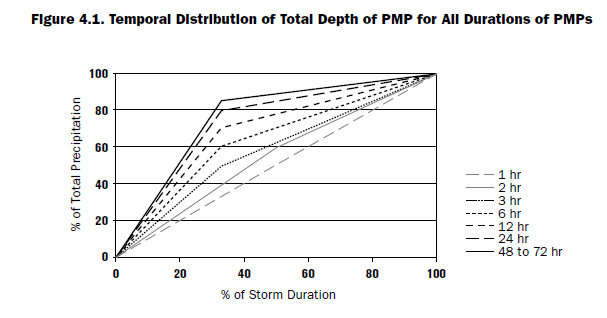 Figure 4.1. Temporal Distribution of Total Depth of PMP for All Durations of PMPs
% of Total Precipitation
100
80
60
40
20
0
0 20 40 60 80 100
% of Storm Duration
1 hr
2 hr
3 hr
6 hr
12 hr
24 hr
48 to 72 hr